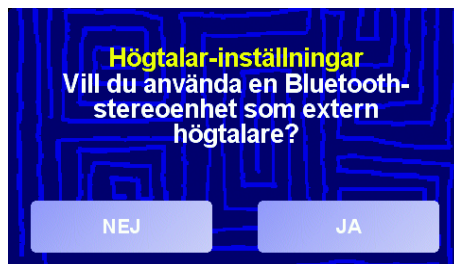 Högtalar-inställningar
Vill du använda en Bluetooth-
stereoenhet som extern
högtalare?
NEJ
JA